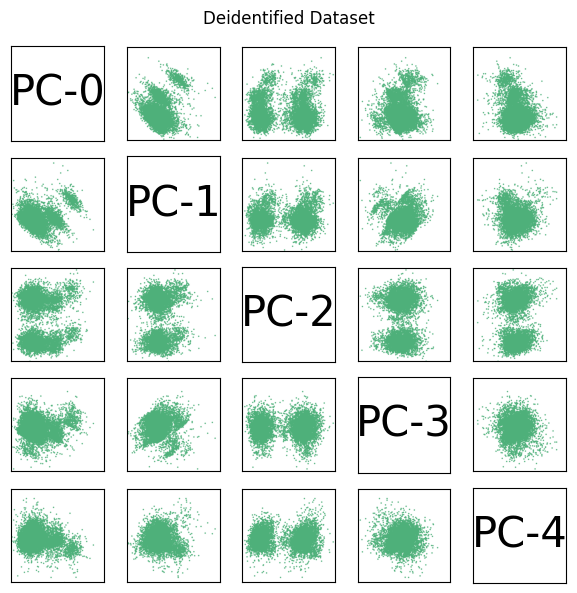 Deidentified Dataset
PC-0
PC-1
PC-2
PC-3
PC-4